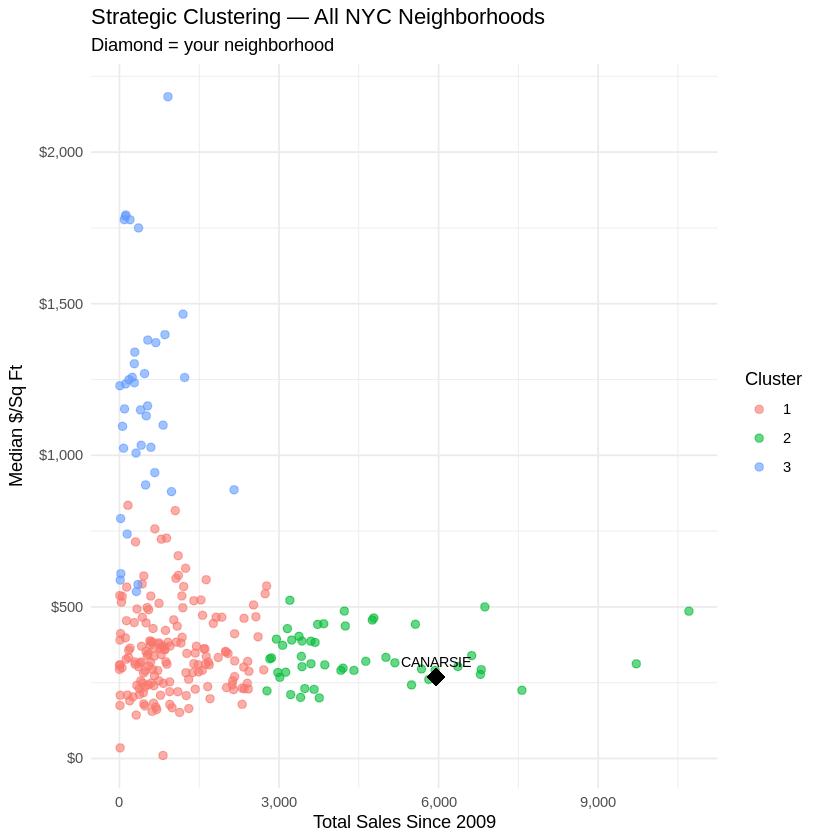 Strategic Clustering — All NYC Neighborhoods
Diamond = your neighborhood
Median $/Sq Ft
$2,000
$1,500
$1,000
$500
$0
CANARSIE
0
3,000
6,000
9,000
Total Sales Since 2009
Cluster
1
2
3